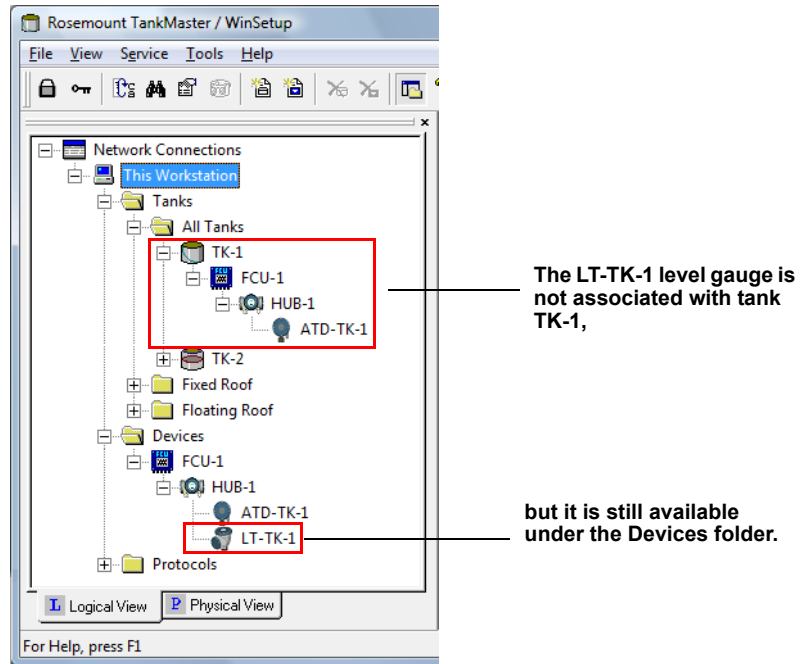 Rosemount TankMaster / WinSetup
File View Service Tools Help
x
Network Connections
This Workstation
Tanks
All Tanks
TK-1
FCU
FCU-1
HUB-1
ATD-TK-1
TK-2
Fixed Roof
Floating Roof
Devices
FCU
FCU-1
HUB-1
ATD-TK-1
LT-TK-1
Protocols
L Logical View P Physical View
For Help, press F1
The LT-TK-1 level gauge is
not associated with tank
TK-1,
but it is still available
under the Devices folder.